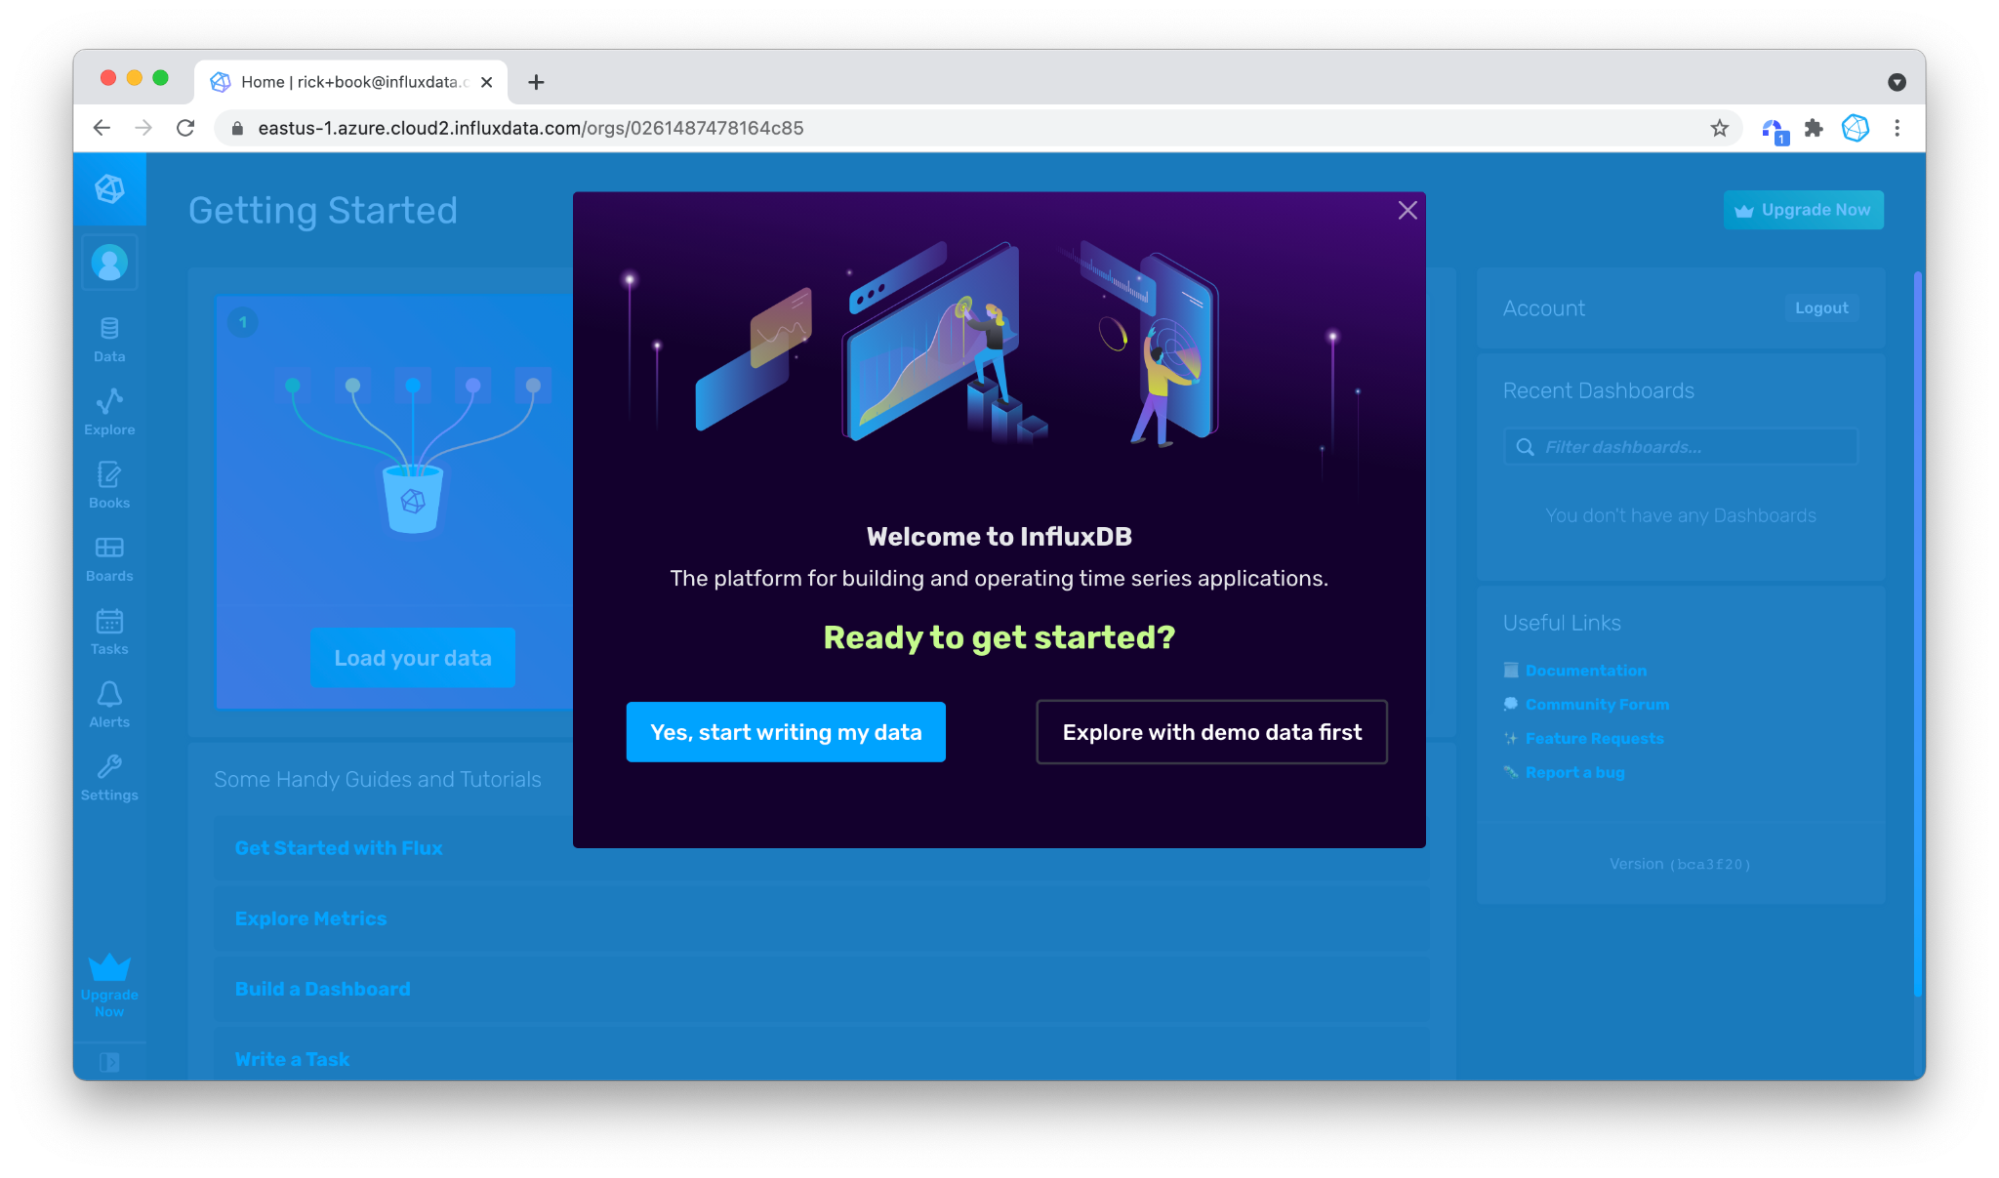 Home | rick+book@influxdata.c
eastus-1.azure.cloud2.influxdata.com/orgs/0261487478164c85
1
Getting Started
Upgrade Now
Data
Explore
Books
Boards
Tasks
Alerts
Settings
Upgrade
Now
1
Load your data
Welcome to InfluxDB
The platform for building and operating time series applications.
Ready to get started?
Yes, start writing my data
Explore with demo data first
Some Handy Guides and Tutorials
Get Started with Flux
Explore Metrics
Build a Dashboard
Write a Task
Account
Logout
Recent Dashboards
Filter dashboards...
You don't have any Dashboards
Useful Links
Documentation
Community Forum
Feature Requests
Report a bug
Version (bca3f20)